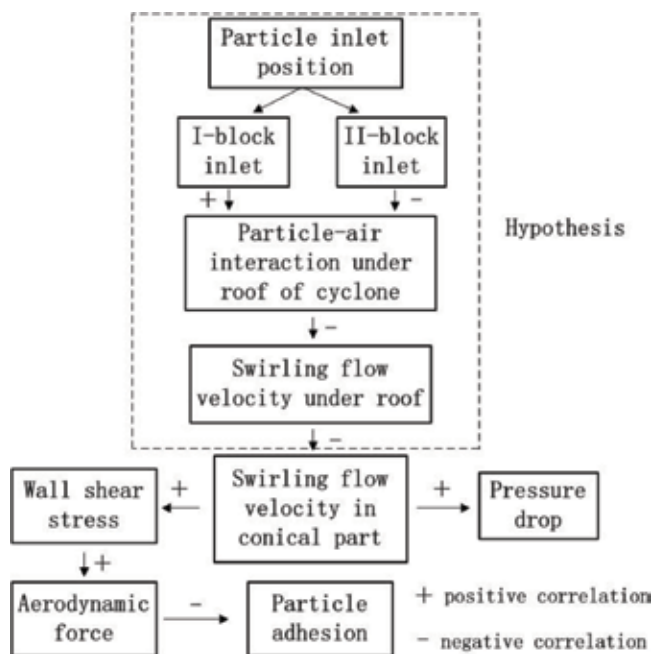 Particle inlet
position
I-block
inlet
II-block
inlet
+
-
Particle-air
interaction under
roof of cyclone
Hypothesis
-
Swirling flow
velocity under roof
-
Wall shear
stress
+
Swirling flow
velocity in
conical part
+
Pressure
drop
+
Aerodynamic
force
-
Particle
adhesion
+ positive correlation
- negative correlation